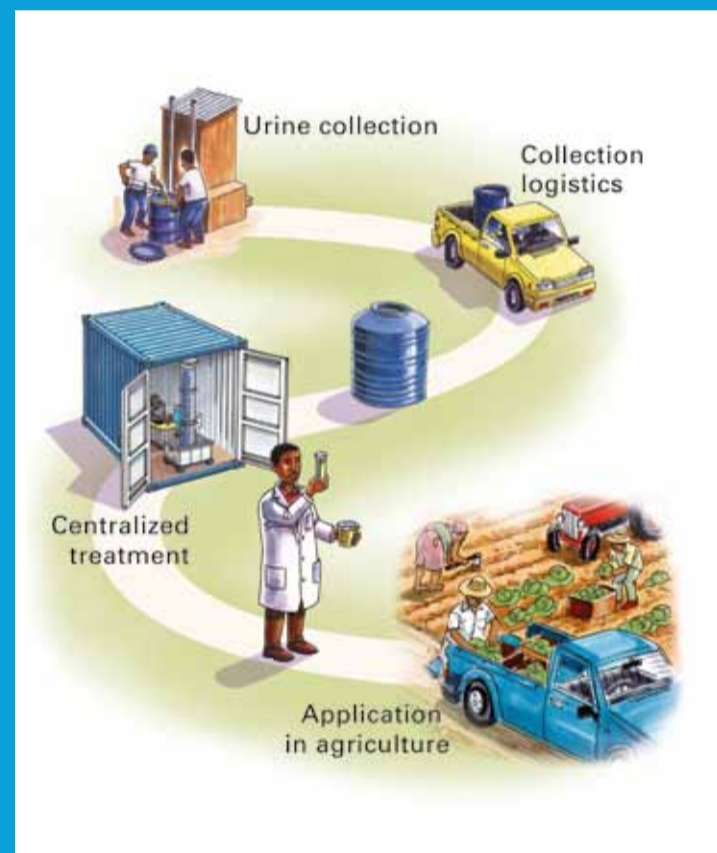 Urine collection
Collection
logistics
Centralized
treatment
Application
in agriculture